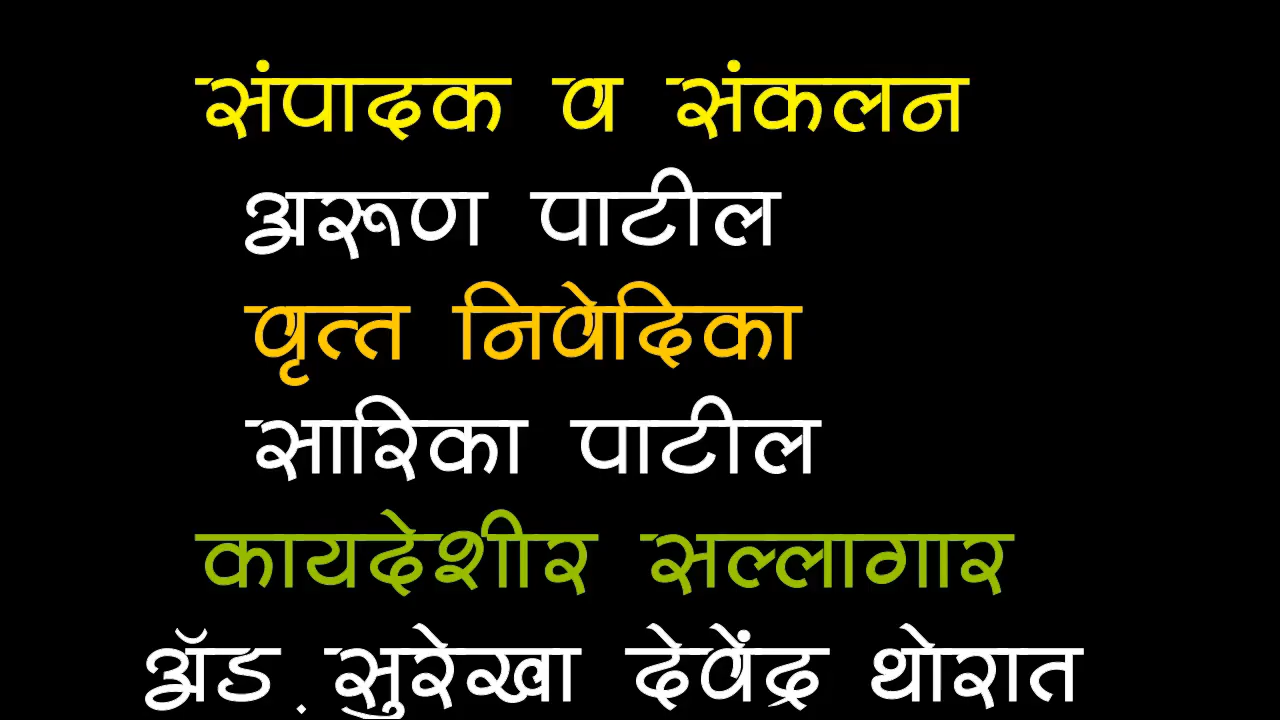 संपादक व संकलन
अरूण पाटील
वृत्त निवेदिका
सारिका पाटील
कायदेशीर सल्लागार
ॲड. सुरेखा देवेंद्र थोरात